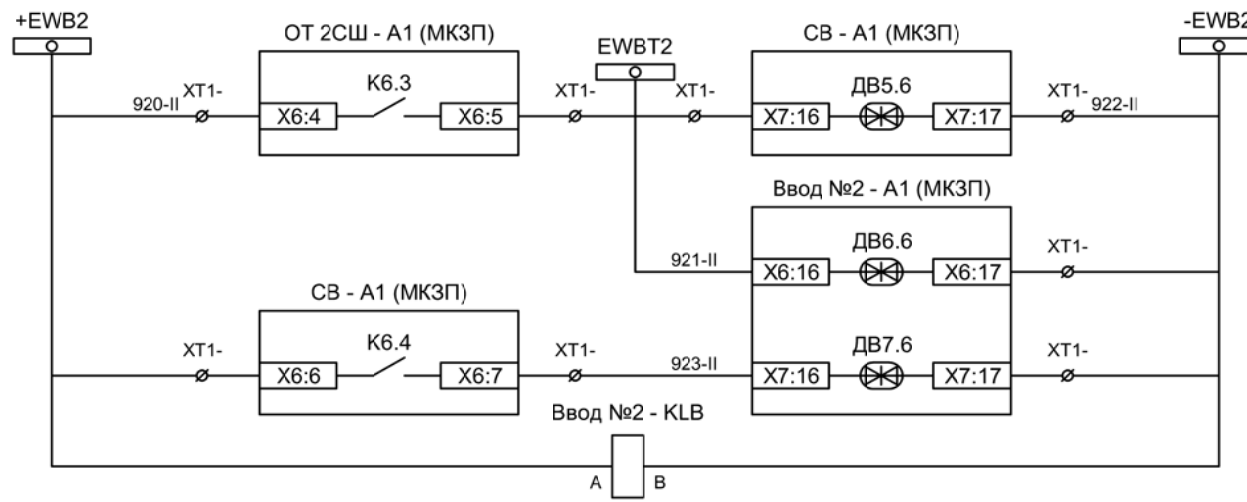 +EWB2
ОТ 2СШ - А1 (МКЗП)
EWBT2
СВ - А1 (МКЗП)
-EWB2
920-II
XT1-
X6:4
К6.3
X6:5
XT1-
XT1-
X7:16
ДВ5.6
X7:17
XT1-
922-II
Ввод №2 - А1 (МКЗП)
921-II
X6:16
ДВ6.6
X6:17
XT1-
СВ - А1 (МКЗП)
XT1-
X6:6
К6.4
X6:7
XT1-
923-II
X7:16
ДВ7.6
X7:17
XT1-
Ввод №2 - KLB
A
B